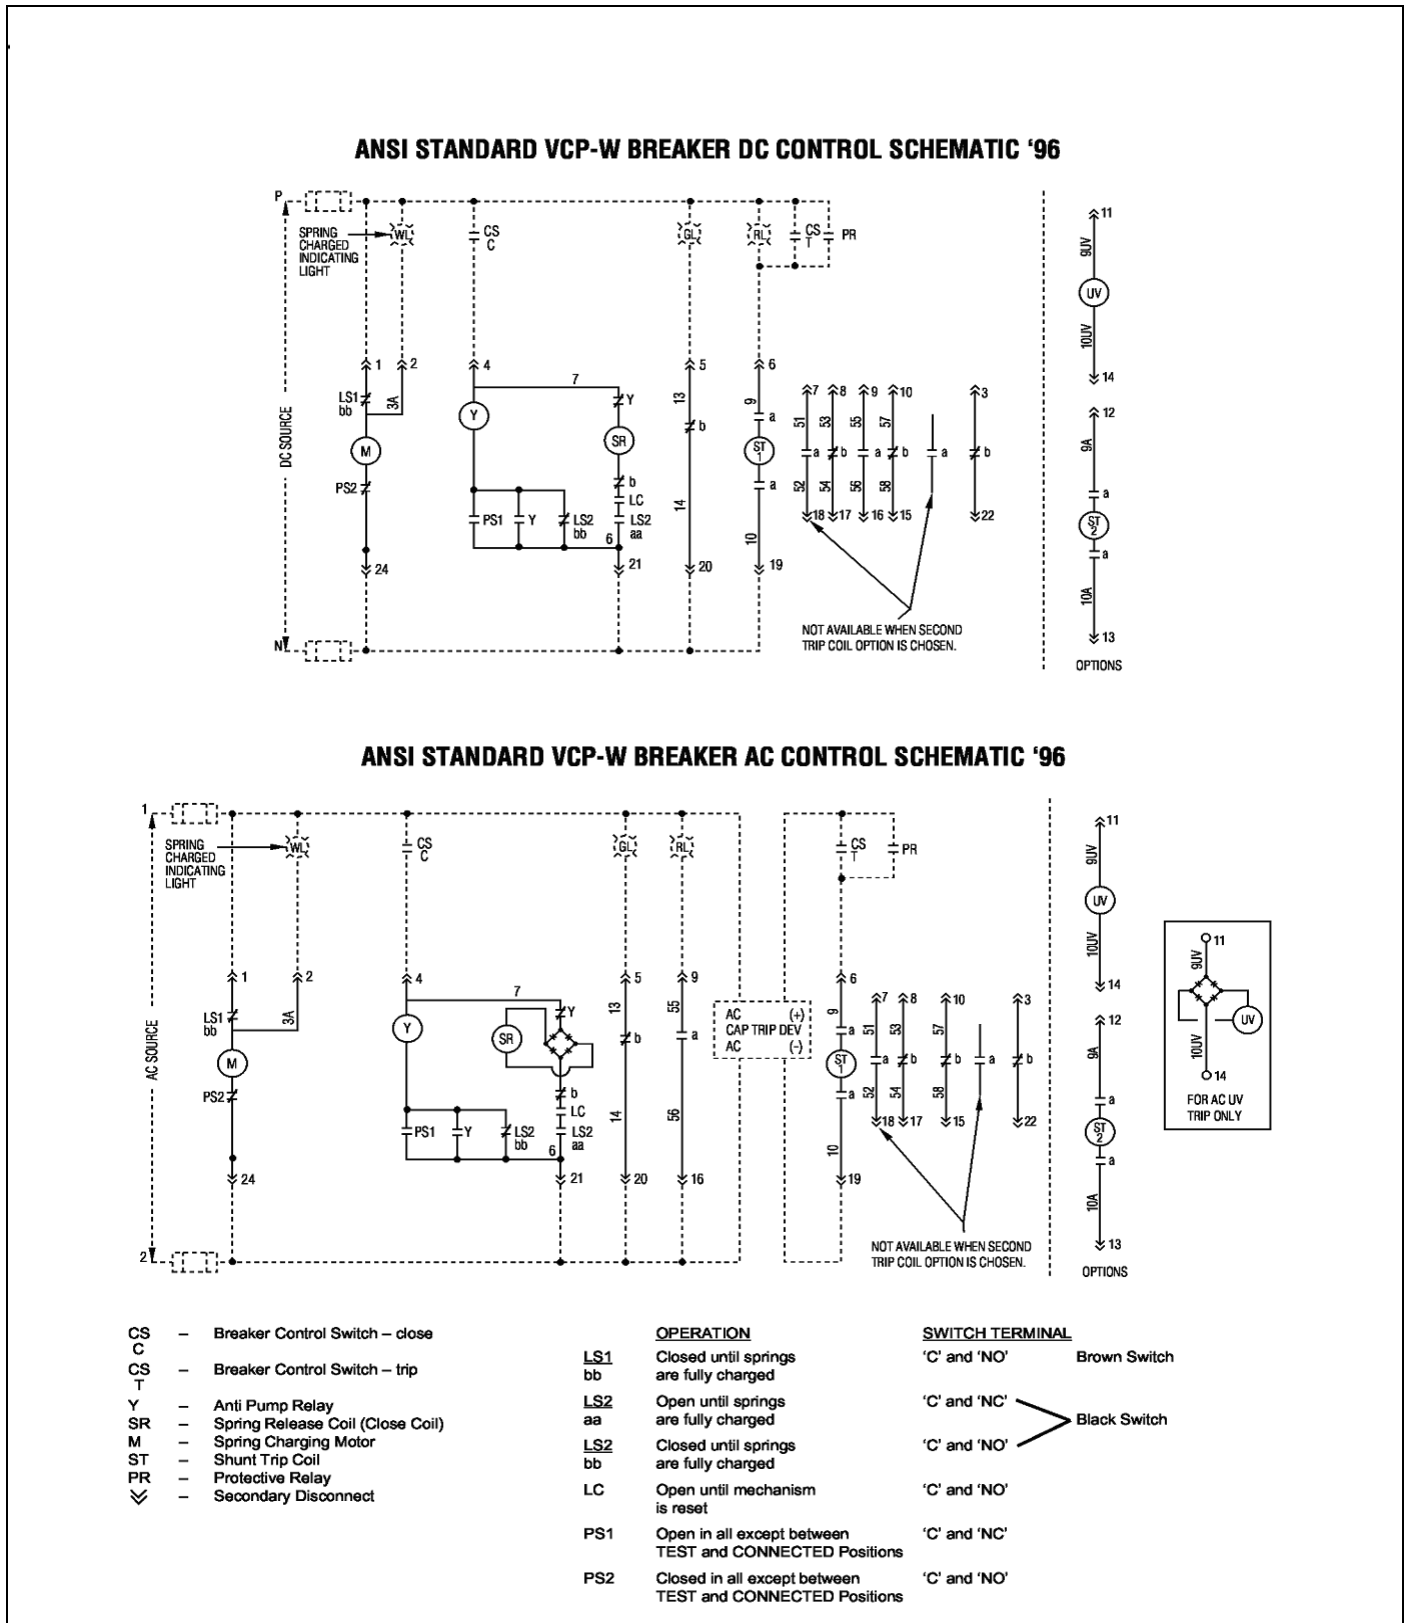 ANSI STANDARD VCP-W BREAKER DC CONTROL SCHEMATIC ‘96
P
SPRING
CHARGED
INDICATING
LIGHT
WL
CS
C
GL
RL
CS
T
PR
11
9UV
UV
10UV
14
DC SOURCE
1
2
4
5
6
LS1
bb
3A
M
PS2
24
7
Y
Y
SR
b
LC
PS1
Y
LS2
bb
LS2
aa
6
21
13
b
14
20
9
a
ST
1
a
10
19
7
8
9
10
3
51
53
55
57
a
b
a
b
a
b
52
54
56
58
18
17
16
15
22
12
9A
a
ST
2
a
10A
13
NOT AVAILABLE WHEN SECOND
TRIP COIL OPTION IS CHOSEN.
N
OPTIONS
ANSI STANDARD VCP-W BREAKER AC CONTROL SCHEMATIC ‘96
1
SPRING
CHARGED
INDICATING
LIGHT
WL
CS
C
GL
RL
CS
T
PR
11
9UV
UV
10UV
14
AC SOURCE
1
2
4
5
9
6
LS1
bb
3A
M
PS2
24
7
Y
Y
SR
b
LC
PS1
Y
LS2
bb
LS2
aa
6
21
13
b
14
20
55
a
56
16
AC (+)
CAP TRIP DEV
AC (-)
9
a
ST
1
a
10
19
7
8
10
3
51
53
57
a
b
b
a
b
52
54
58
18
17
15
22
12
9A
a
ST
2
a
10A
13
11
9UV
UV
10UV
14
FOR AC UV
TRIP ONLY
NOT AVAILABLE WHEN SECOND
TRIP COIL OPTION IS CHOSEN.
2
OPTIONS
CS – Breaker Control Switch – close
C
CS – Breaker Control Switch – trip
T
Y – Anti Pump Relay
SR – Spring Release Coil (Close Coil)
M – Spring Charging Motor
ST – Shunt Trip Coil
PR – Protective Relay
– Secondary Disconnect
OPERATION SWITCH TERMINAL
LS1 Closed until springs ‘C’ and ‘NO’ Brown Switch
bb are fully charged
LS2 Open until springs ‘C’ and ‘NC’
aa are fully charged
Black Switch
LS2 Closed until springs ‘C’ and ‘NO’
bb are fully charged
LC Open until mechanism ‘C’ and ‘NO’
is reset
PS1 Open in all except between ‘C’ and ‘NC’
TEST and CONNECTED Positions
PS2 Closed in all except between ‘C’ and ‘NO’
TEST and CONNECTED Positions